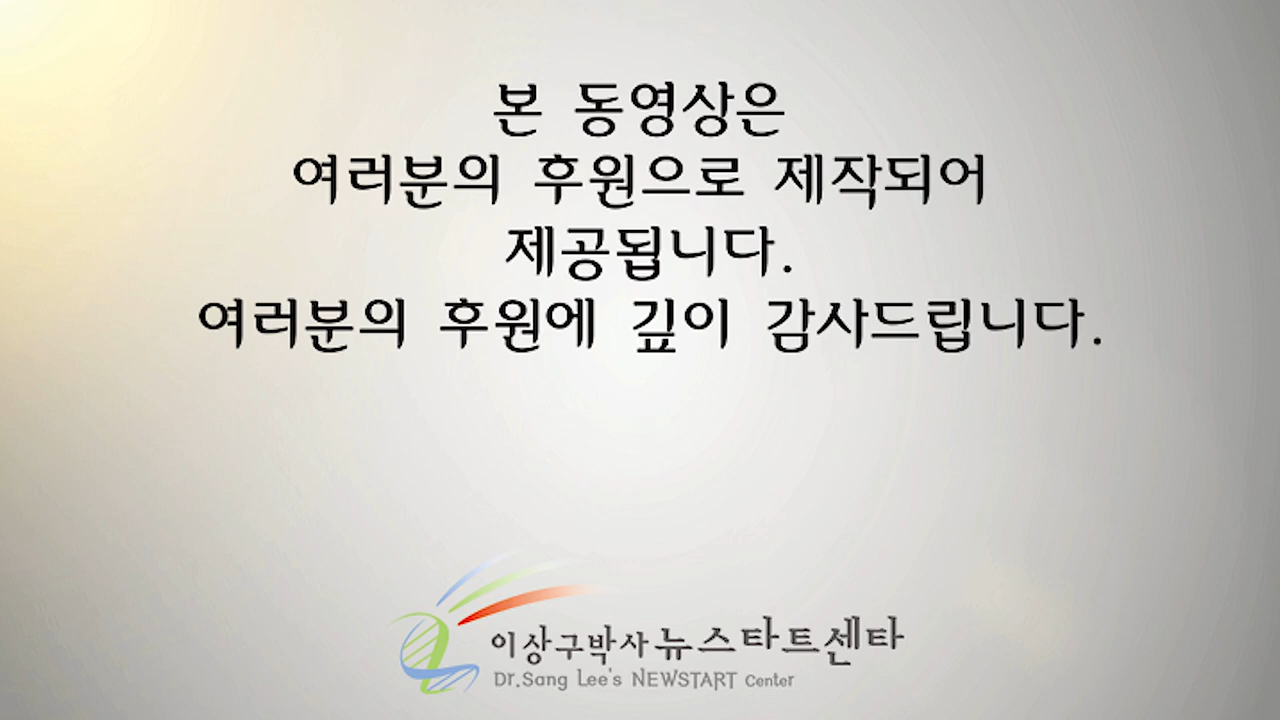 본 동영상은
여러분의 후원으로 제작되어
제공됩니다.
여러분의 후원에 깊이 감사드립니다.
이상구박사 뉴스타트센타
Dr.Sang Lee's NEWSTART Center